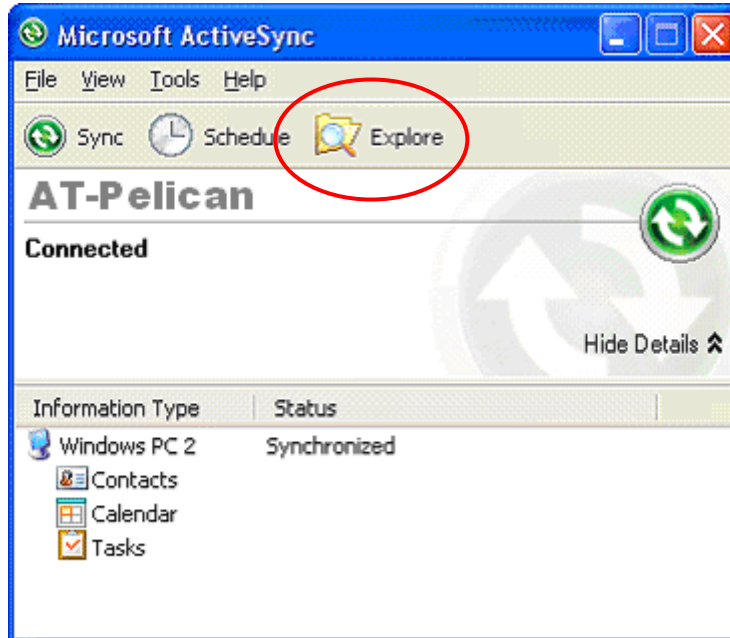 Microsoft ActiveSync
File View Tools Help
Sync Schedule Explore
AT-Pelican
Connected
Hide Details
Information Type Status
Windows PC 2 Synchronized
Contacts
Calendar
Tasks